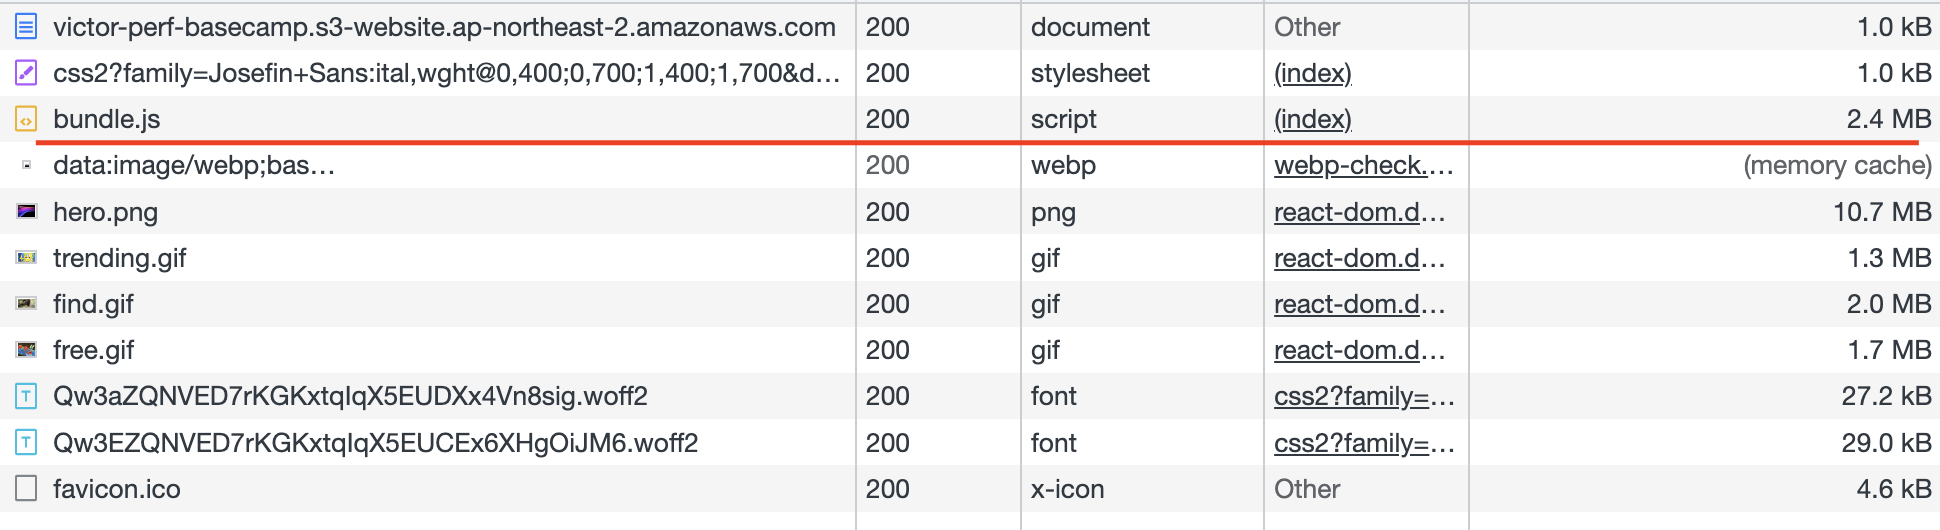 victor-perf-basecamp.s3-website.ap-northeast-2.amazonaws.com 200 document Other 1.0 kB
css2?family=Josefin+Sans:ital,wght@0,400;0,700;1,400;1,700&d… 200 stylesheet (index) 1.0 kB
bundle.js 200 script (index) 2.4 MB
data:image/webp;bas… 200 webp webp-check.… (memory cache)
hero.png 200 png react-dom.d… 10.7 MB
trending.gif 200 gif react-dom.d… 1.3 MB
find.gif 200 gif react-dom.d… 2.0 MB
free.gif 200 gif react-dom.d… 1.7 MB
Qw3aZQNVED7rKGKxtqIqX5EUDXx4Vn8sig.woff2 200 font css2?family=… 27.2 kB
Qw3EZQNVED7rKGKxtqIqX5EUCEx6XHgOiJM6.woff2 200 font css2?family=… 29.0 kB
favicon.ico 200 x-icon Other 4.6 kB